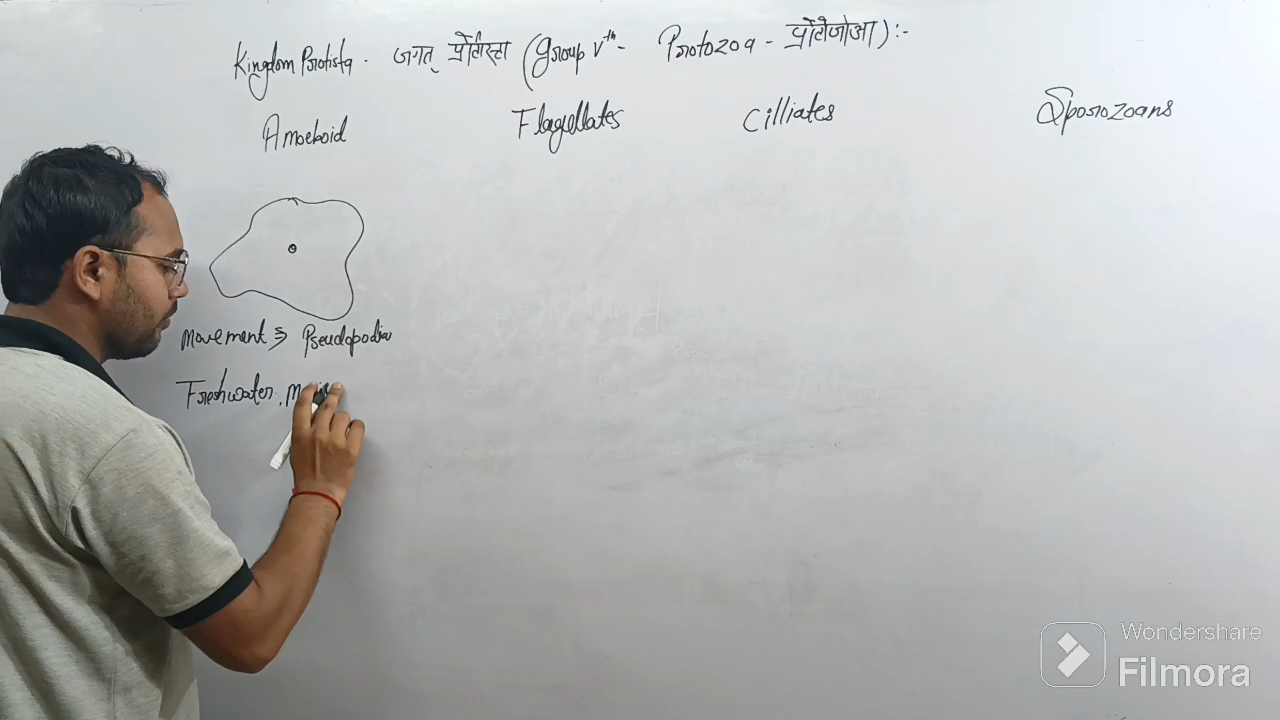 Kingdom Protista - जगत् प्रोटिस्टा (Group Vth - Protozoa - प्रोटोजोआ) :-
Amoeboid Flagellates Cilliates Sporozoans
Movement ⇒ Pseudopodia
Freshwater,
Wondershare
Filmora